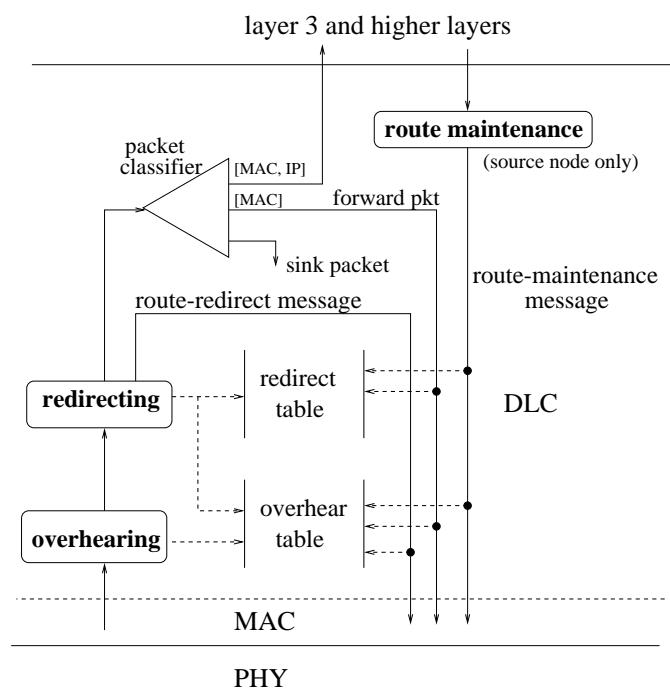 layer 3 and higher layers
route maintenance
(source node only)
packet
classifier
[MAC, IP]
[MAC]
forward pkt
sink packet
route-maintenance
message
route-redirect message
redirecting
redirect
table
DLC
overhearing
overhear
table
MAC
PHY